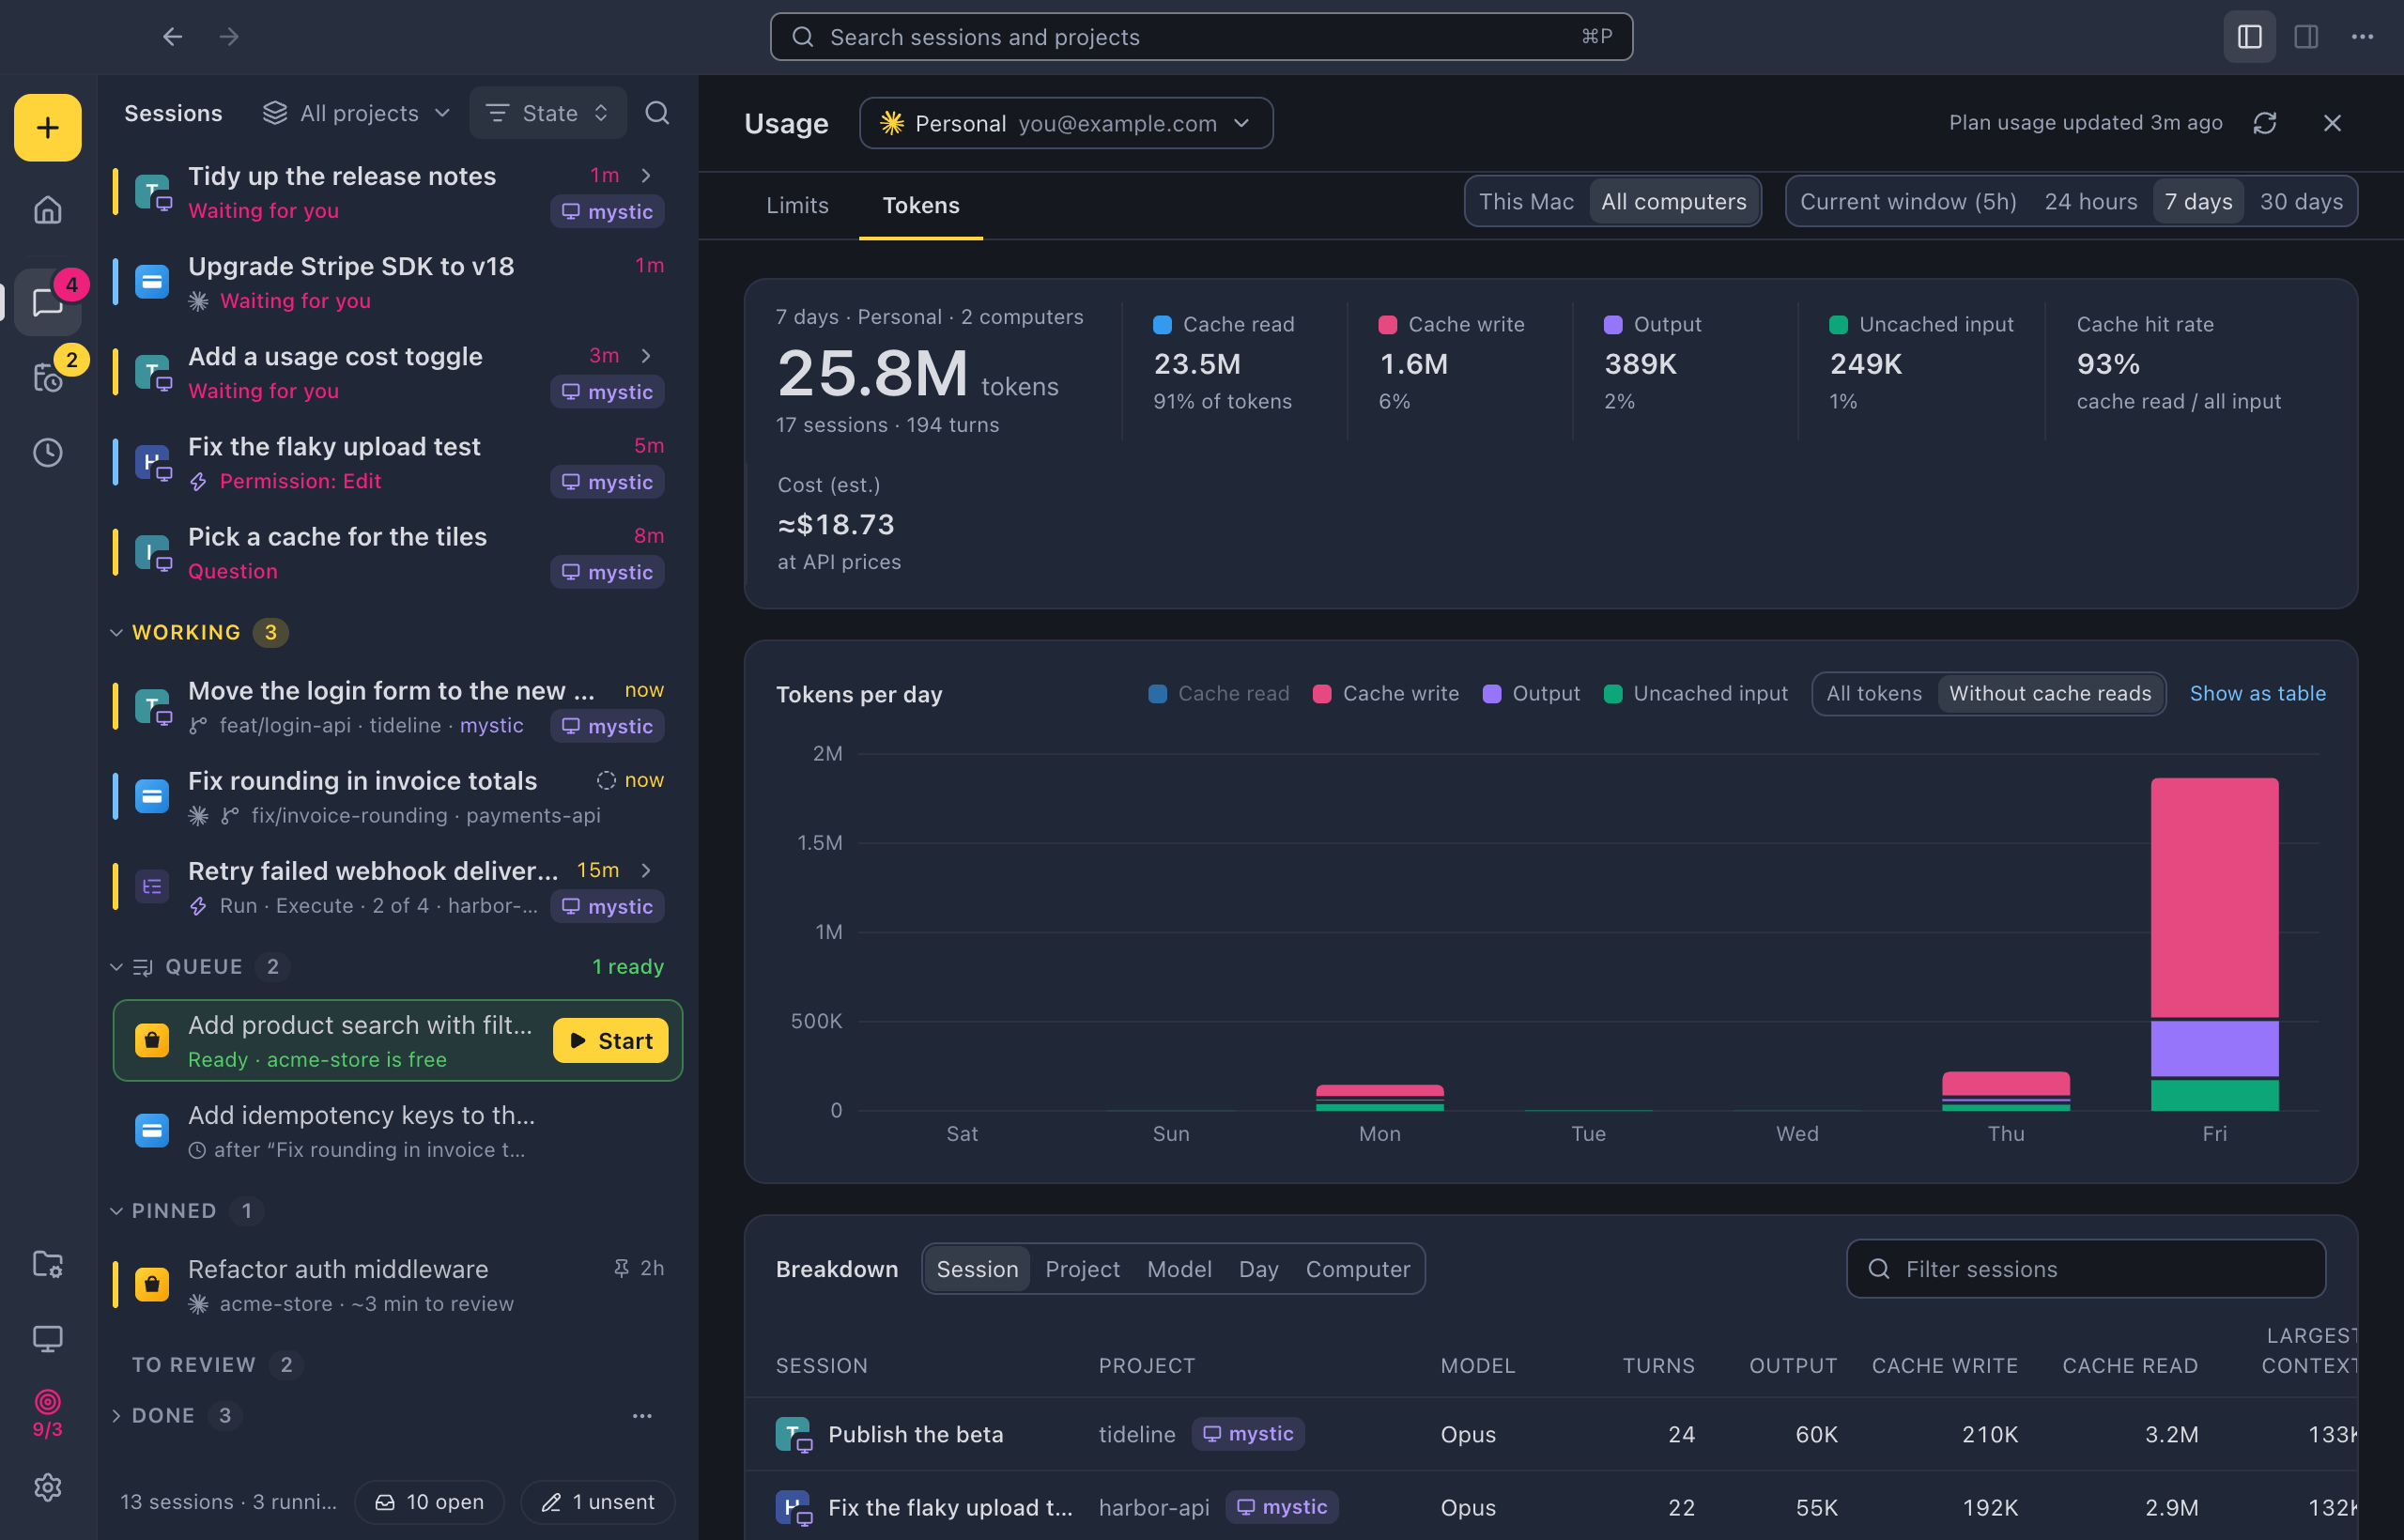 Search sessions and projects ⌘P
Sessions All projects State
Tidy up the release notes 1m
Waiting for you mystic
Upgrade Stripe SDK to v18 1m
Waiting for you
Add a usage cost toggle 3m
Waiting for you mystic
Fix the flaky upload test 5m
Permission: Edit mystic
Pick a cache for the tiles 8m
Question mystic
WORKING 3
Move the login form to the new ... now
feat/login-api · tideline · mystic mystic
Fix rounding in invoice totals now
fix/invoice-rounding · payments-api
Retry failed webhook deliver... 15m
Run · Execute · 2 of 4 · harbor-... mystic
QUEUE 2 1 ready
Add product search with filt...
Ready · acme-store is free
Start
Add idempotency keys to th...
after “Fix rounding in invoice t...
PINNED 1
Refactor auth middleware 2h
acme-store · ~3 min to review
TO REVIEW 2
DONE 3
13 sessions · 3 runni... 10 open 1 unsent
4
2
9/3
Usage Personal you@example.com
Plan usage updated 3m ago
Limits Tokens
This Mac All computers
Current window (5h) 24 hours 7 days 30 days
7 days · Personal · 2 computers
25.8M tokens
17 sessions · 194 turns
Cache read
23.5M
91% of tokens
Cache write
1.6M
6%
Output
389K
2%
Uncached input
249K
1%
Cache hit rate
93%
cache read / all input
Cost (est.)
≈$18.73
at API prices
Tokens per day
Cache read Cache write Output Uncached input
All tokens Without cache reads Show as table
2M
1.5M
1M
500K
0
Sat Sun Mon Tue Wed Thu Fri
Breakdown Session Project Model Day Computer
Filter sessions
SESSION PROJECT MODEL TURNS OUTPUT CACHE WRITE CACHE READ LARGEST CONTEXT
T Publish the beta tideline mystic Opus 24 60K 210K 3.2M 133K
H Fix the flaky upload t... harbor-api mystic Opus 22 55K 192K 2.9M 132K